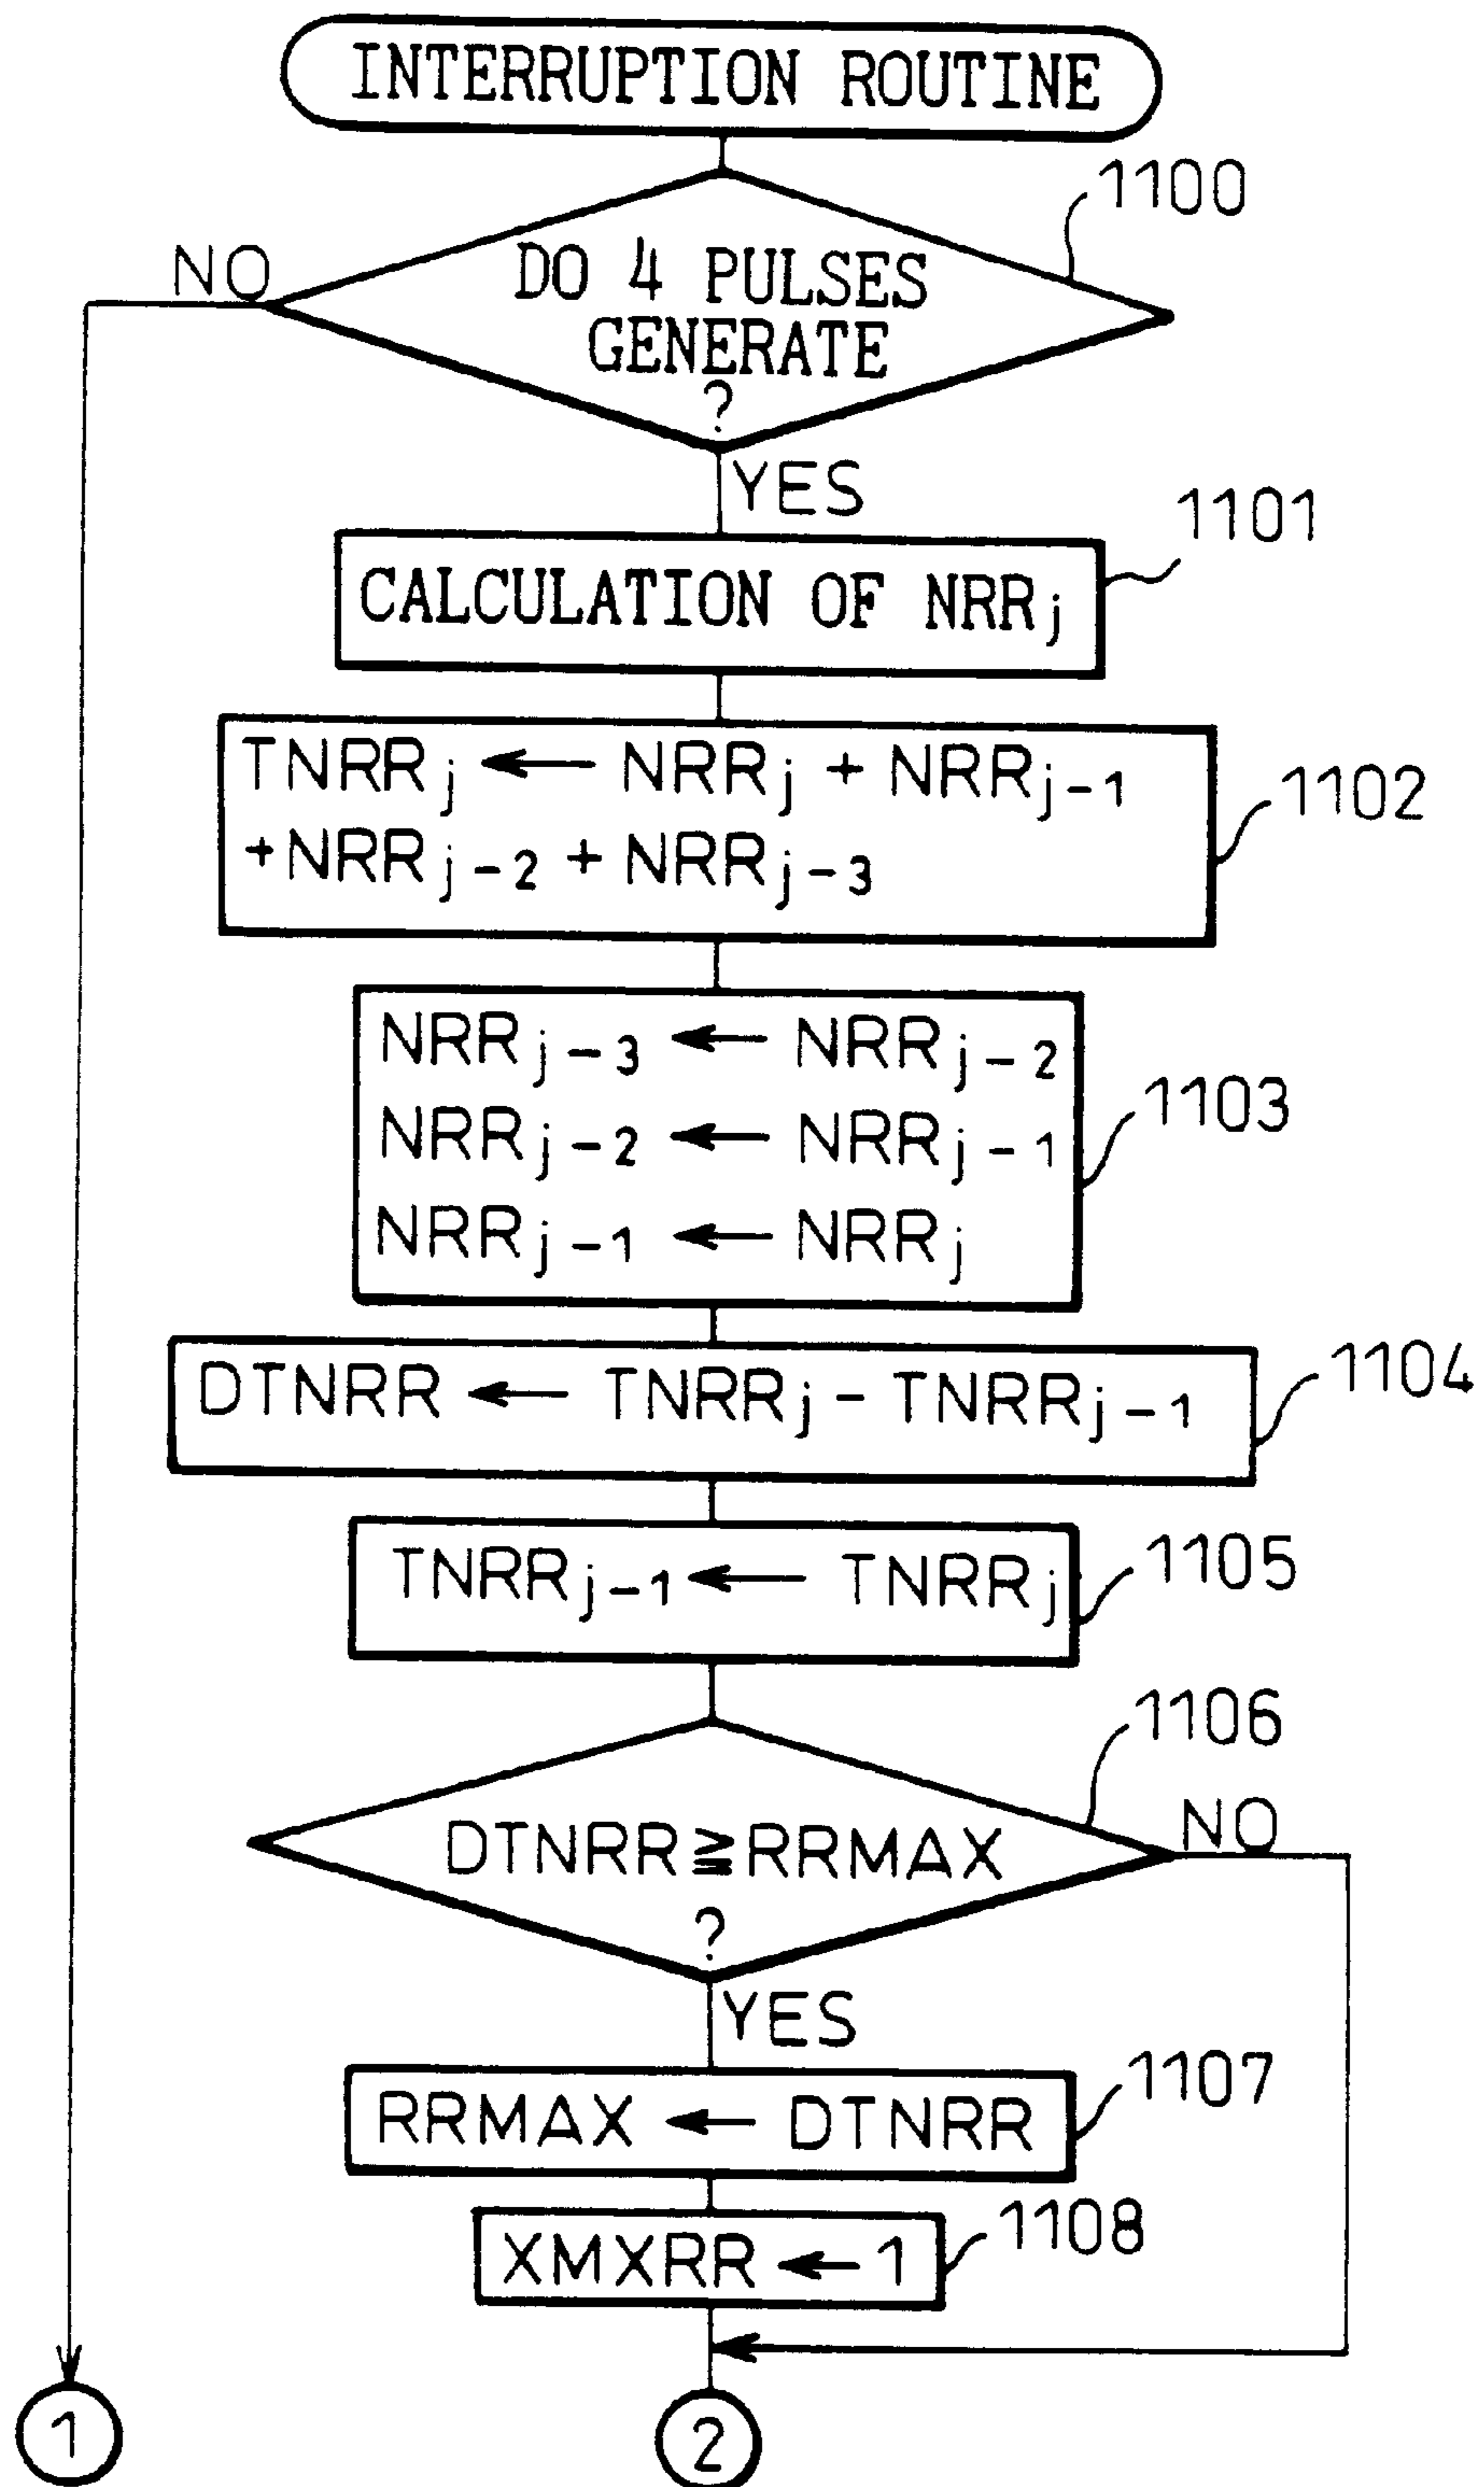 INTERRUPTION ROUTINE
1100
NO
DO 4 PULSES
GENERATE
?
YES
1101
CALCULATION OF NRRj
TNRRj ← NRRj + NRRj-1
+NRRj-2 + NRRj-3
1102
NRRj-3 ← NRRj-2
NRRj-2 ← NRRj-1
NRRj-1 ← NRRj
1103
DTNRR ← TNRRj - TNRRj-1
1104
TNRRj-1 ← TNRRj
1105
1106
DTNRR≧RRMAX
?
NO
YES
1107
RRMAX ← DTNRR
1108
XMXRR ← 1
1
2